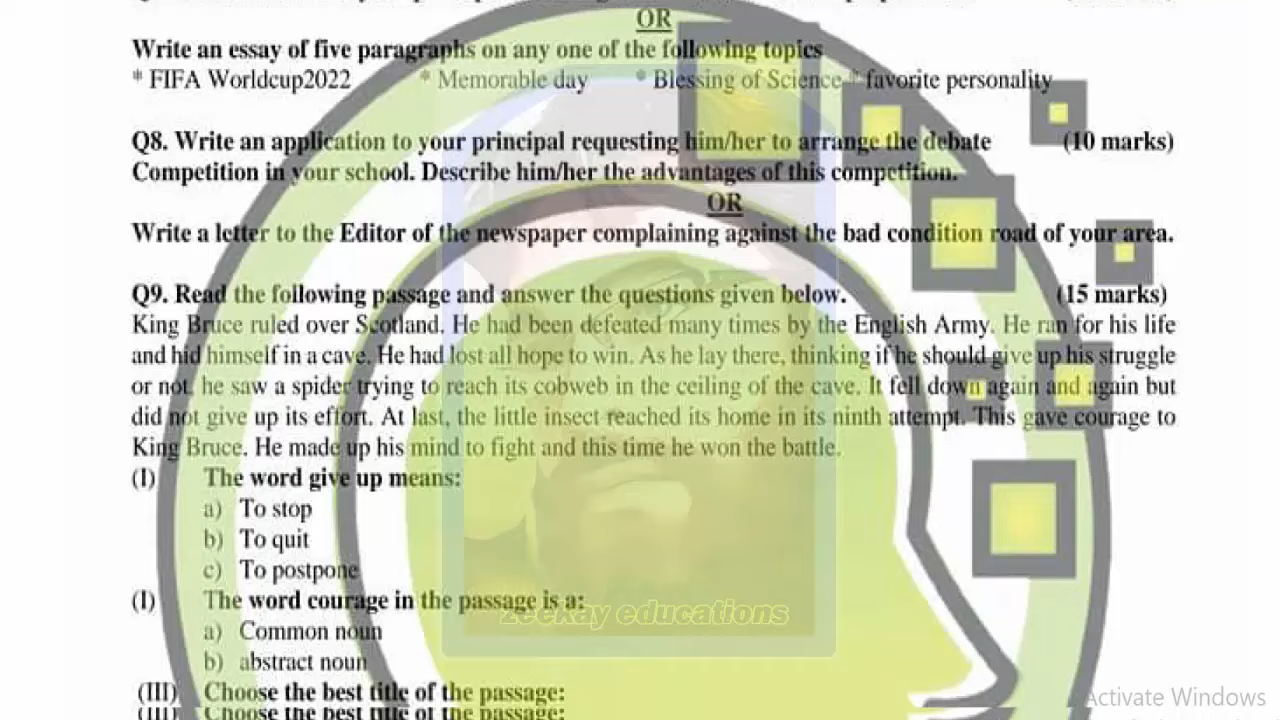 OR
Write an essay of five paragraphs on any one of the following topics
* FIFA Worldcup2022 * Memorable day * Blessing of Science * favorite personality
Q8. Write an application to your principal requesting him/her to arrange the debate (10 marks)
Competition in your school. Describe him/her the advantages of this competition.
OR
Write a letter to the Editor of the newspaper complaining against the bad condition road of your area.
Q9. Read the following passage and answer the questions given below. (15 marks)
King Bruce ruled over Scotland. He had been defeated many times by the English Army. He ran for his life
and hid himself in a cave. He had lost all hope to win. As he lay there, thinking if he should give up his struggle
or not, he saw a spider trying to reach its cobweb in the ceiling of the cave. It fell down again and again but
did not give up its effort. At last, the little insect reached its home in its ninth attempt. This gave courage to
King Bruce. He made up his mind to fight and this time he won the battle.
(I) The word give up means:
a) To stop
b) To quit
c) To postpone
(I) The word courage in the passage is a:
zeekay educations
a) Common noun
b) abstract noun
(III) Choose the best title of the passage:
(III) Choose the best title of the passage:
Activate Windows